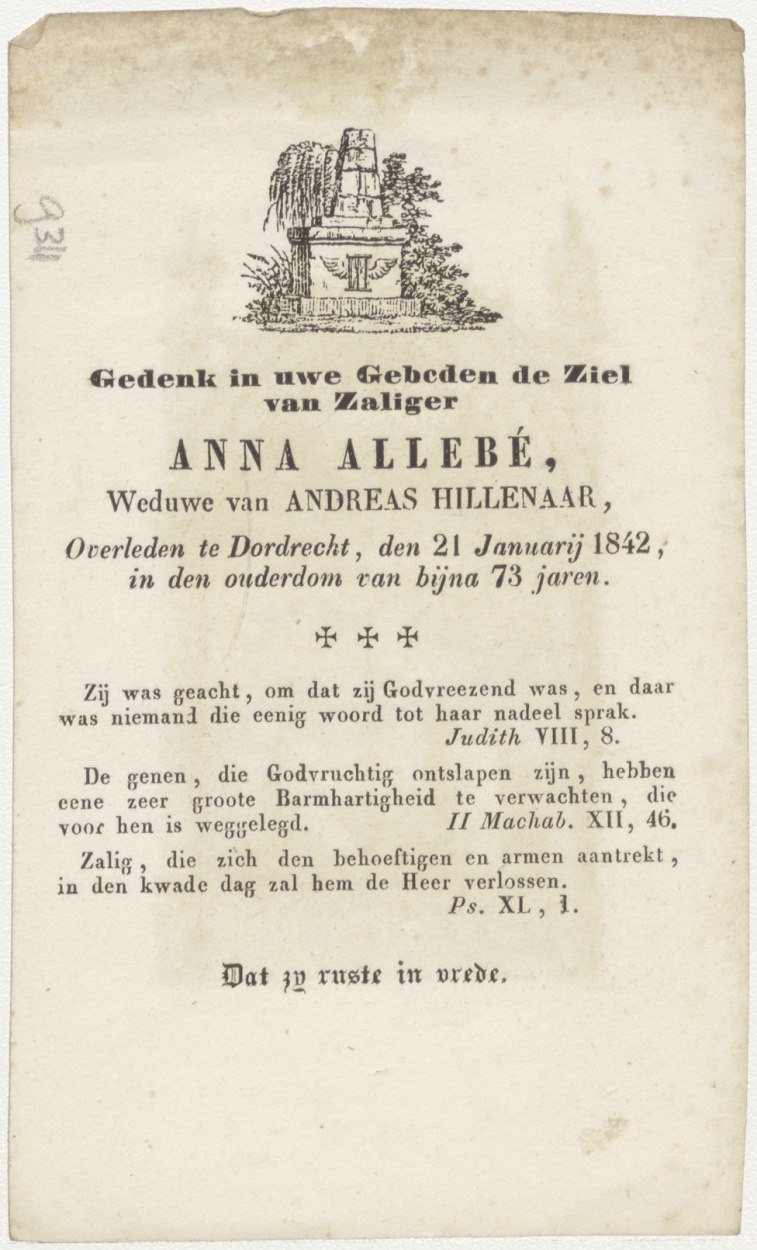 g34
Gedenk in uwe Gebeden de Ziel
van Zaliger
ANNA ALLEBÉ,
Weduwe van ANDREAS HILLENAAR,
Overleden te Dordrecht, den 21 Januarij 1842,
in den ouderdom van bijna 73 jaren.
✠ ✠ ✠
Zij was geacht, om dat zij Godvreezend was, en daar
was niemand die eenig woord tot haar nadeel sprak.
Judith VIII, 8.
De genen, die Godvruchtig ontslapen zijn, hebben
eene zeer groote Barmhartigheid te verwachten, die
voor hen is weggelegd. II Machab. XII, 46.
Zalig, die zich den behoeftigen en armen aantrekt,
in den kwade dag zal hem de Heer verlossen.
Ps. XL, 1.
Dat zy ruste in vrede.